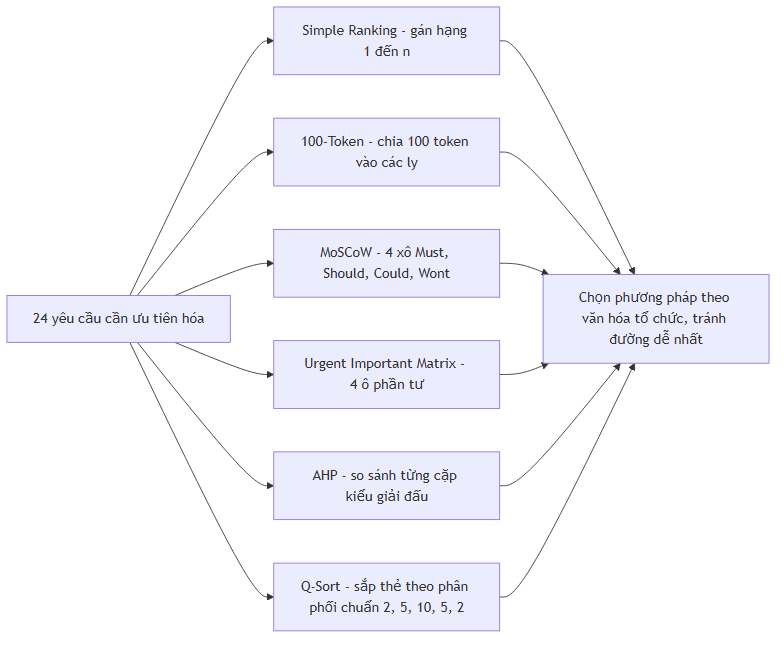 Simple Ranking - gán hạng
1 đến n
100-Token - chia 100 token
vào các ly
MoSCoW - 4 xô Must,
Should, Could, Wont
24 yêu cầu cần ưu tiên hóa
Chọn phương pháp theo
văn hóa tổ chức, tránh
đường dễ nhất
Urgent Important Matrix -
4 ô phần tư
AHP - so sánh từng cặp
kiểu giải đấu
Q-Sort - sắp thẻ theo phân
phối chuẩn 2, 5, 10, 5, 2